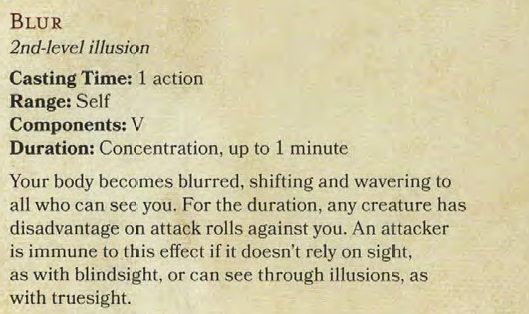 BLUR
2nd-level illusion
Casting Time: 1 action
Range: Self
Components: V
Duration: Concentration, up to 1 minute
Your body becomes blurred, shifting and wavering to
all who can see you. For the duration, any creature has
disadvantage on attack rolls against you. An attacker
is immune to this effect if it doesn't rely on sight,
as with blindsight, or can see through illusions, as
with truesight.